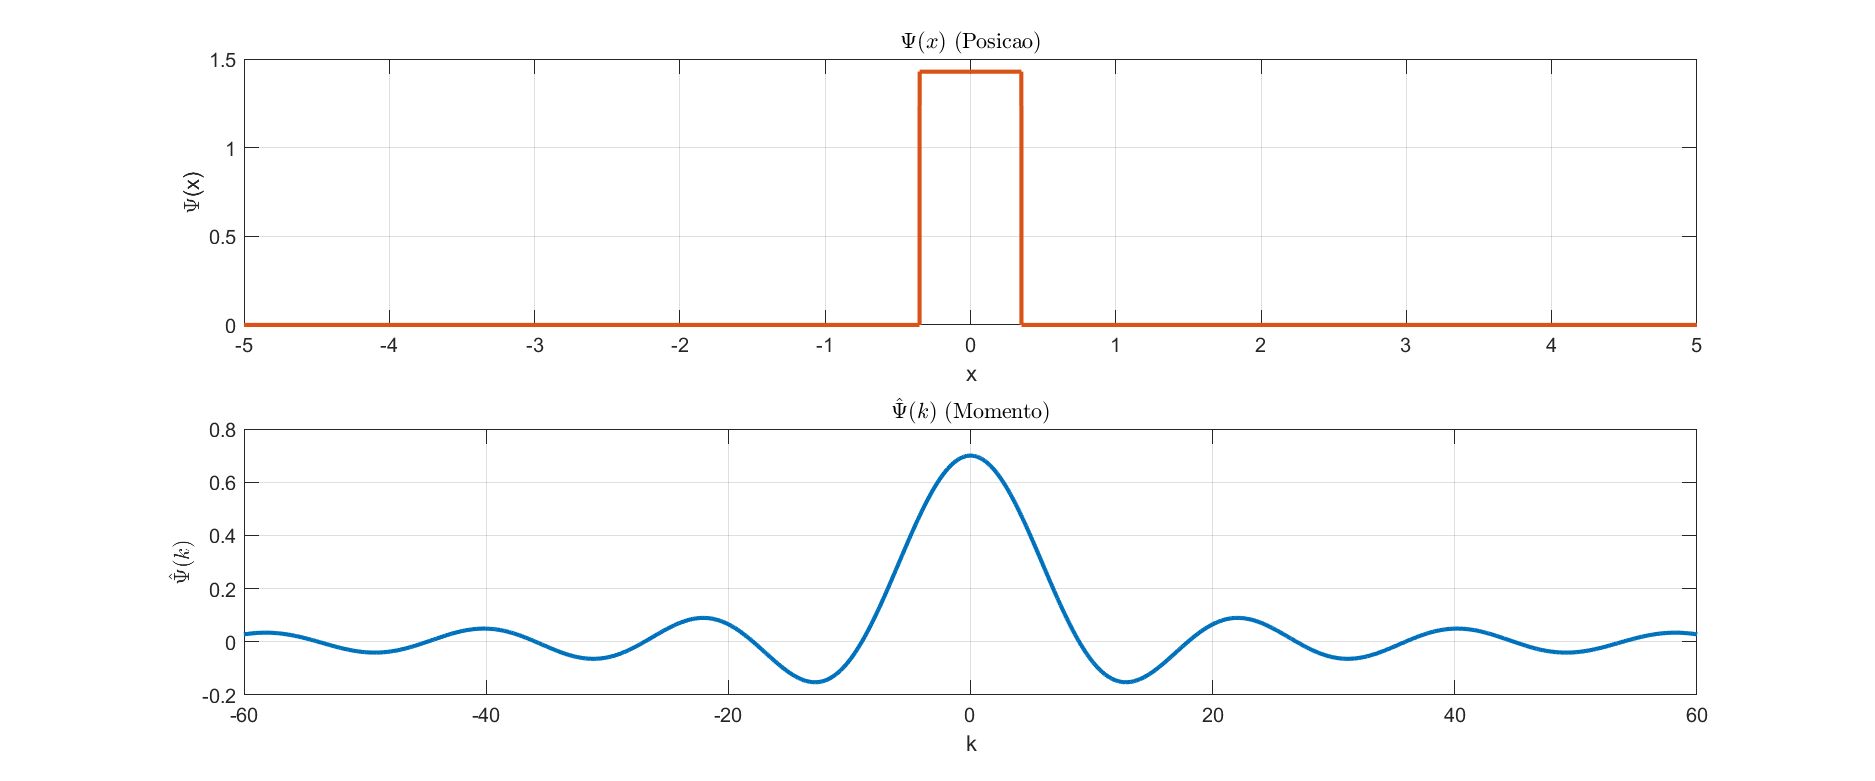 Ψ(x) (Posicao)
1.5
1
0.5
0
Ψ(x)
-5 -4 -3 -2 -1 0 1 2 3 4 5
x
Ψ̂(k) (Momento)
0.8
0.6
0.4
0.2
0
-0.2
Ψ̂(k)
-60 -40 -20 0 20 40 60
k